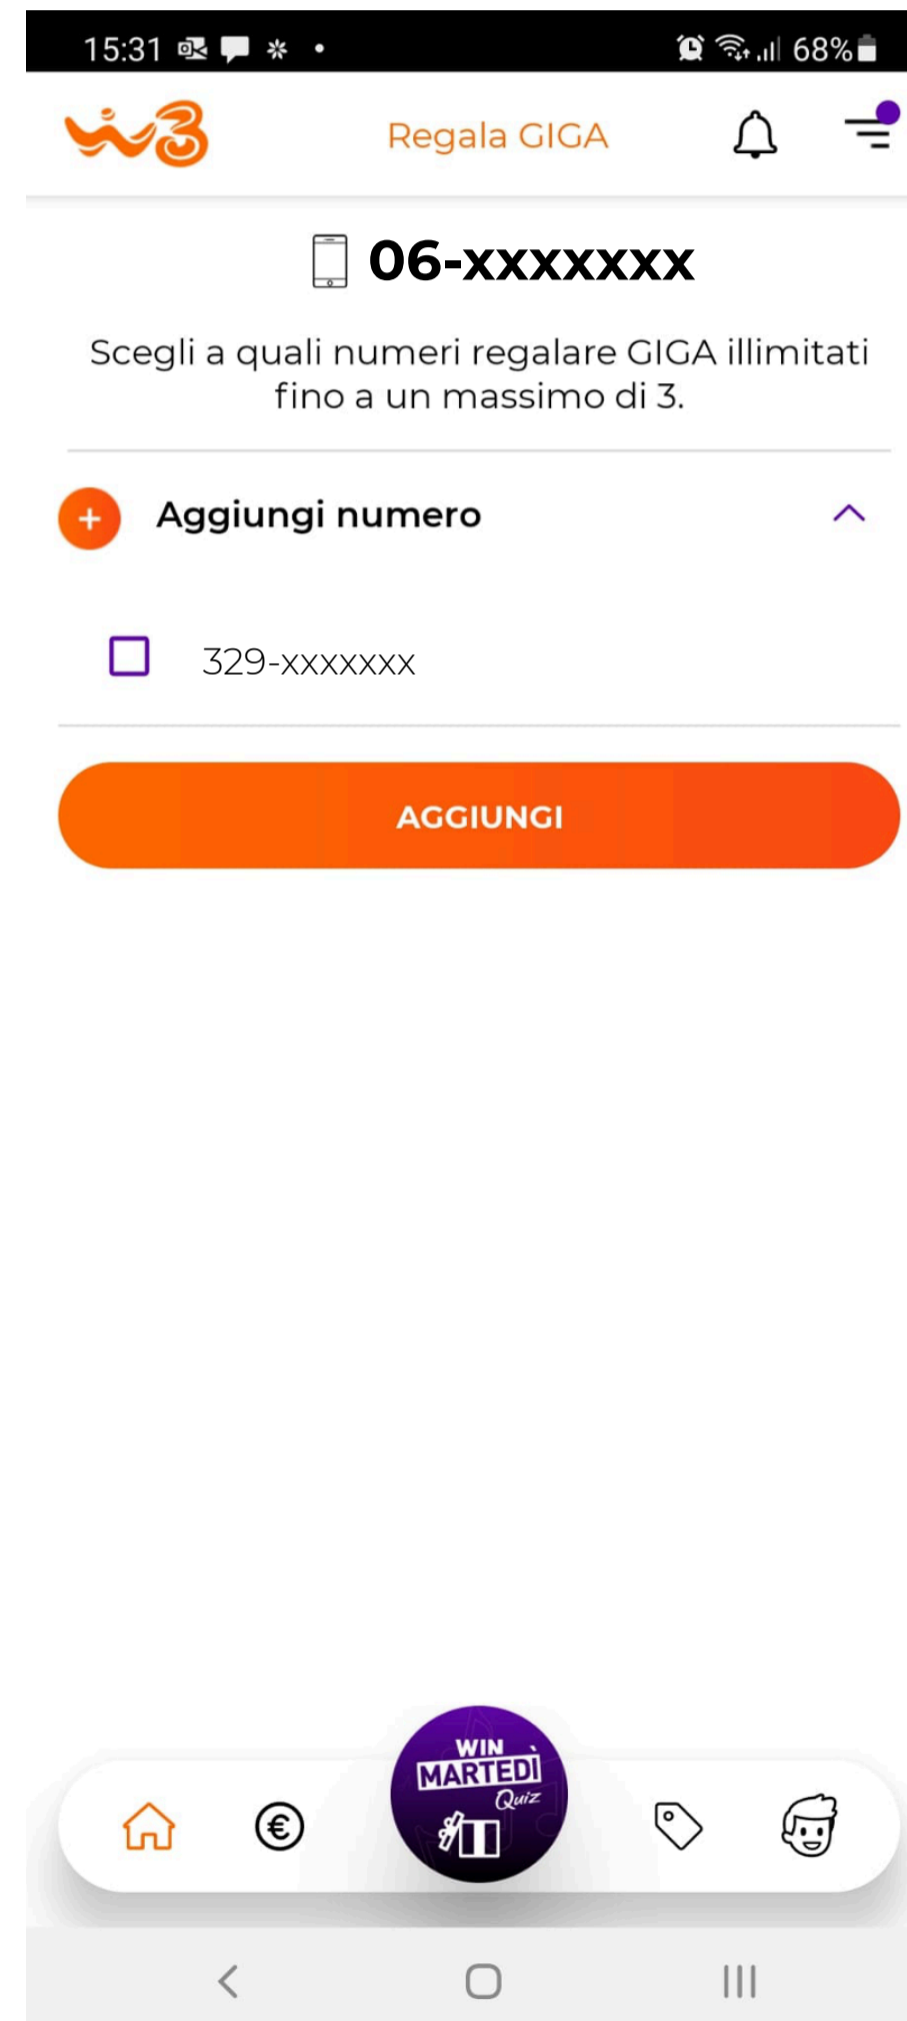 15:31 68%
W3 Regala GIGA
06-xxxxxxx
Scegli a quali numeri regalare GIGA illimitati
fino a un massimo di 3.
+ Aggiungi numero
329-xxxxxxx
AGGIUNGI
WIN
MARTEDÌ
Quiz